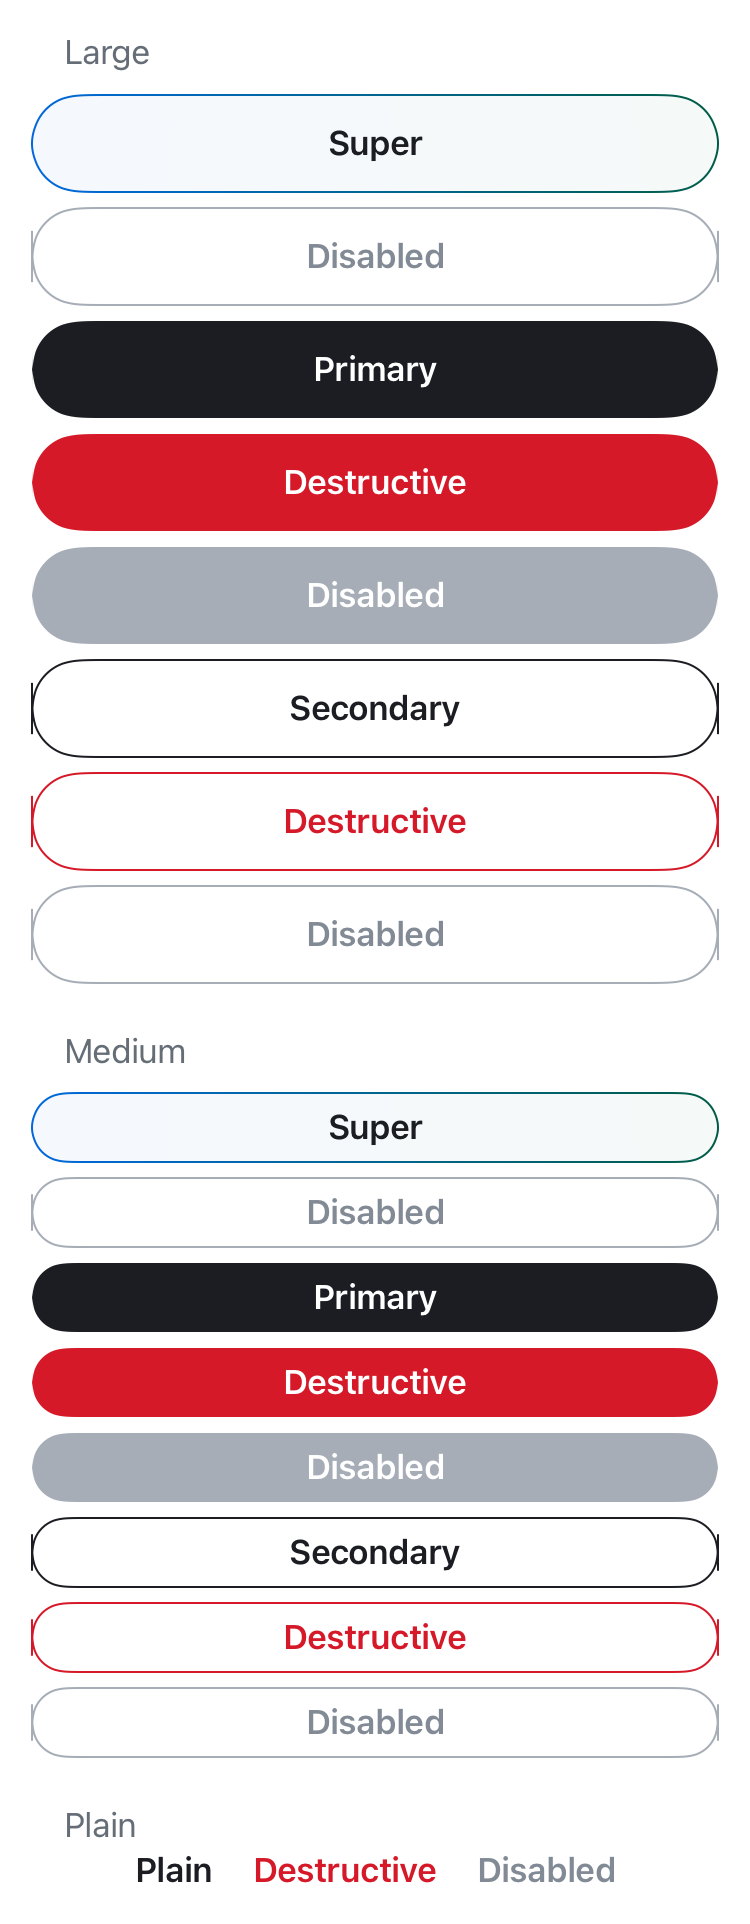 Large
Super
Disabled
Primary
Destructive
Disabled
Secondary
Destructive
Disabled
Medium
Super
Disabled
Primary
Destructive
Disabled
Secondary
Destructive
Disabled
Plain
Plain Destructive Disabled